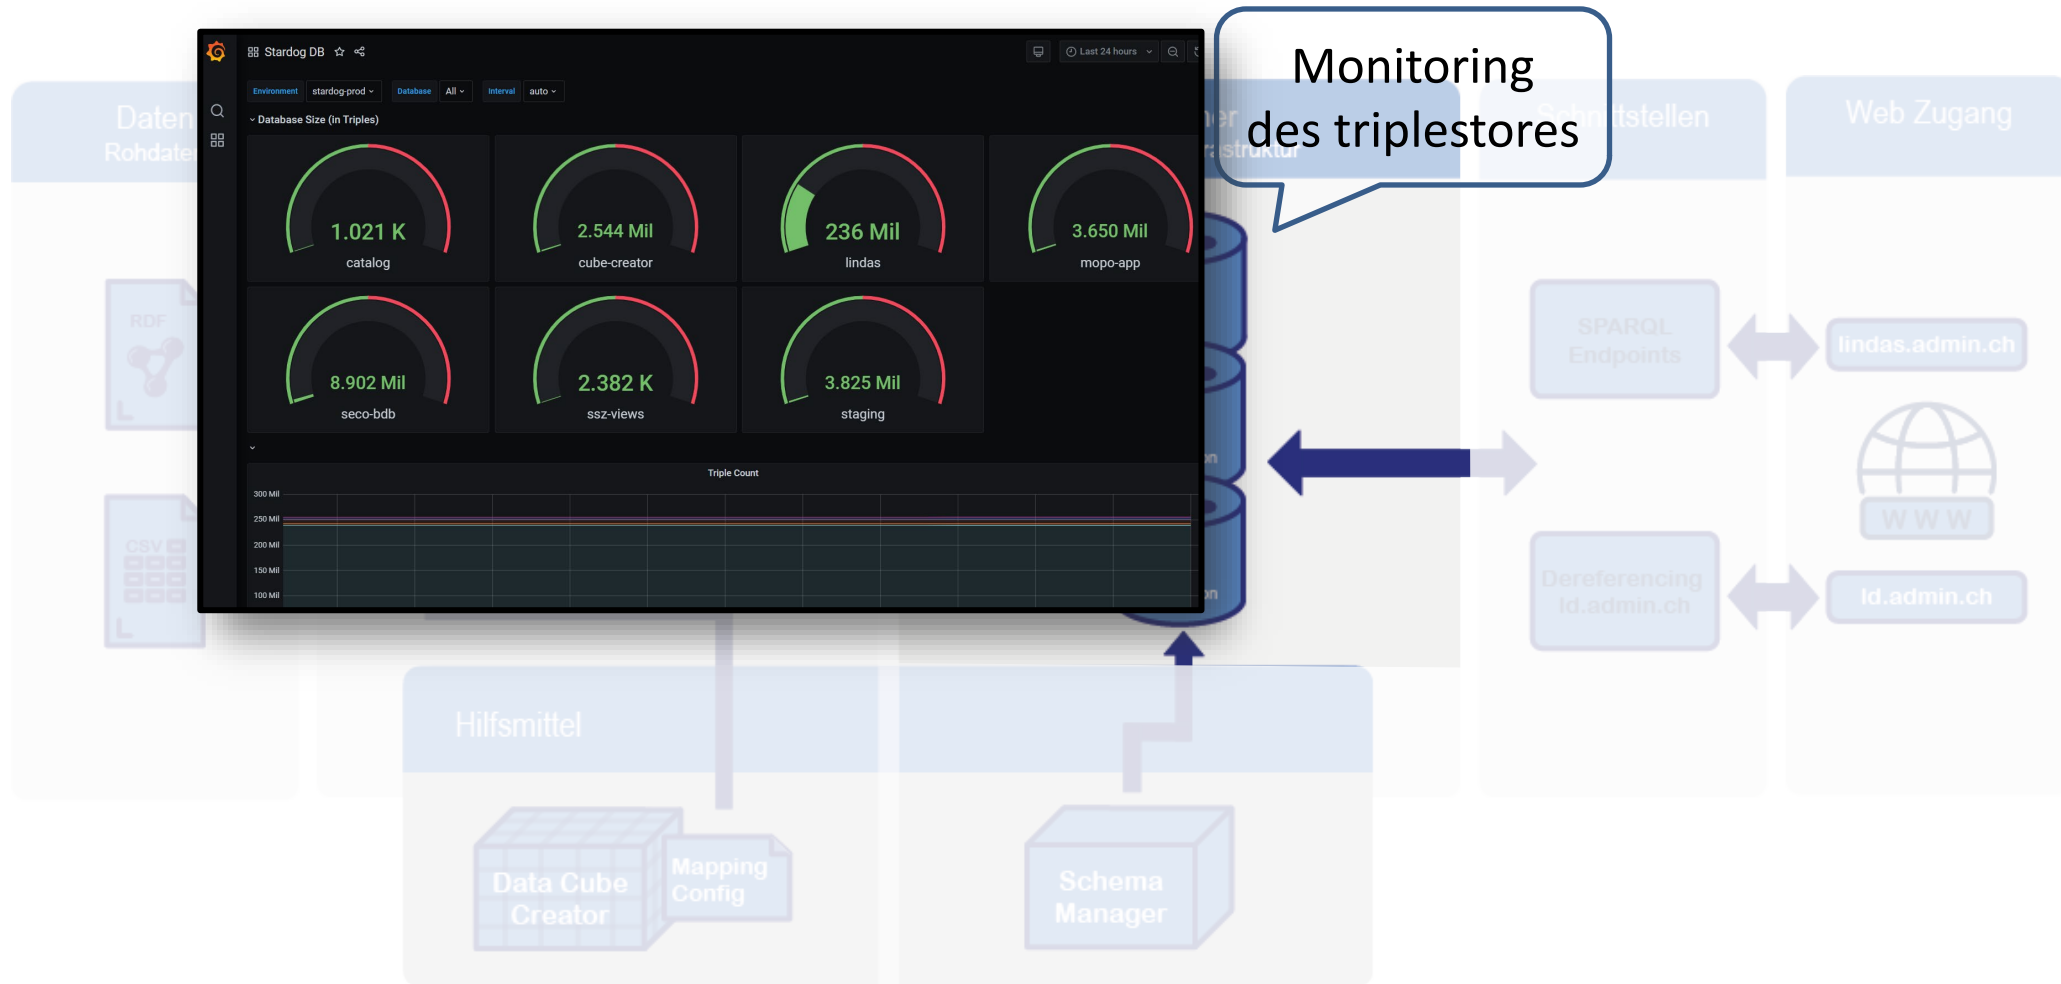 Monitoring
des triplestores
Stardog DB
Last 24 hours
Environment stardog-prod Database All Interval auto
Database Size (in Triples)
1.021 K
catalog
2.544 Mil
cube-creator
236 Mil
lindas
3.650 Mil
mopo-app
8.902 Mil
seco-bdb
2.382 K
ssz-views
3.825 Mil
staging
Triple Count
300 Mil
250 Mil
200 Mil
150 Mil
100 Mil
Daten
RDF
CSV
Web Zugang
SPARQL
Endpoints
lindas.admin.ch
WWW
Dereferencing
ld.admin.ch
ld.admin.ch
Hilfsmittel
Data Cube
Creator
Mapping
Config
Schema
Manager